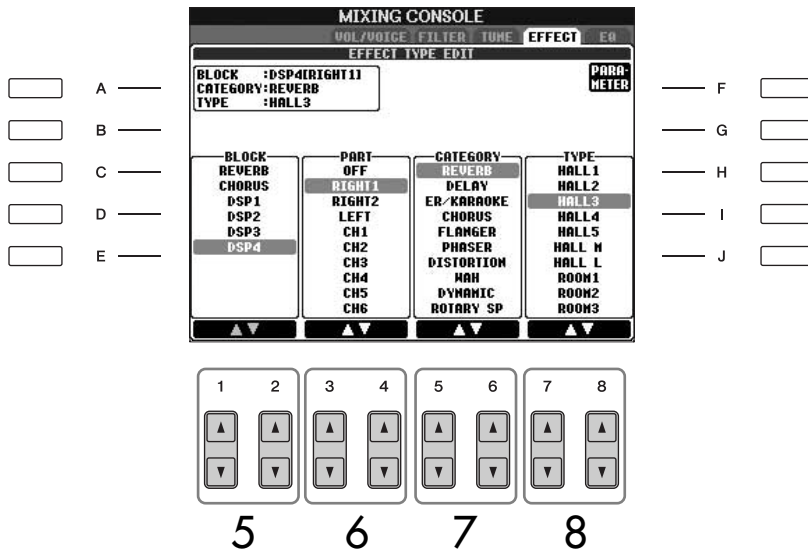 MIXING CONSOLE
VOL/VOICE FILTER TUNE EFFECT EQ
EFFECT TYPE EDIT
BLOCK :DSP4[RIGHT1]
CATEGORY:REVERB
TYPE :HALL3
PARA-
METER
A
B
C
D
E
F
G
H
I
J
BLOCK
REVERB
CHORUS
DSP1
DSP2
DSP3
DSP4
PART
OFF
RIGHT1
RIGHT2
LEFT
CH1
CH2
CH3
CH4
CH5
CH6
CATEGORY
REVERB
DELAY
ER/KARAOKE
CHORUS
FLANGER
PHASER
DISTORTION
WAH
DYNAMIC
ROTARY SP
TYPE
HALL1
HALL2
HALL3
HALL4
HALL5
HALL M
HALL L
ROOM1
ROOM2
ROOM3
1 2 3 4 5 6 7 8
5 6 7 8